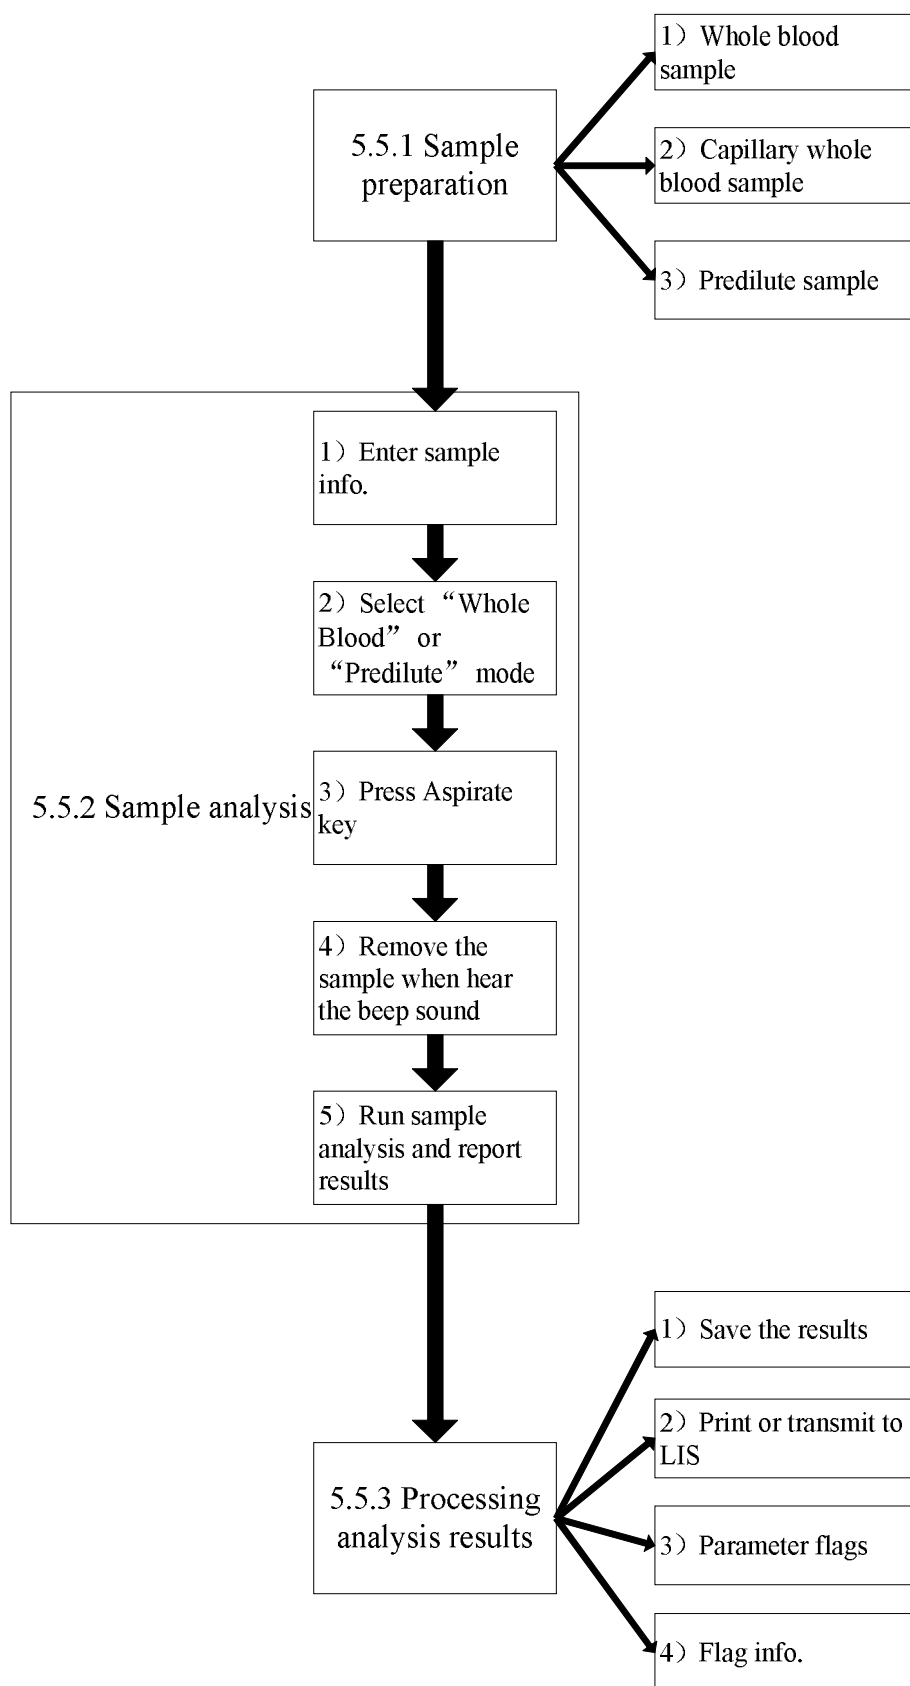 1）Whole blood
sample
5.5.1 Sample
preparation
2）Capillary whole
blood sample
3）Predilute sample
1）Enter sample
info.
2）Select “Whole
Blood” or
“Predilute” mode
5.5.2 Sample analysis
3）Press Aspirate
key
4）Remove the
sample when hear
the beep sound
5）Run sample
analysis and report
results
5.5.3 Processing
analysis results
1）Save the results
2）Print or transmit to
LIS
3）Parameter flags
4）Flag info.